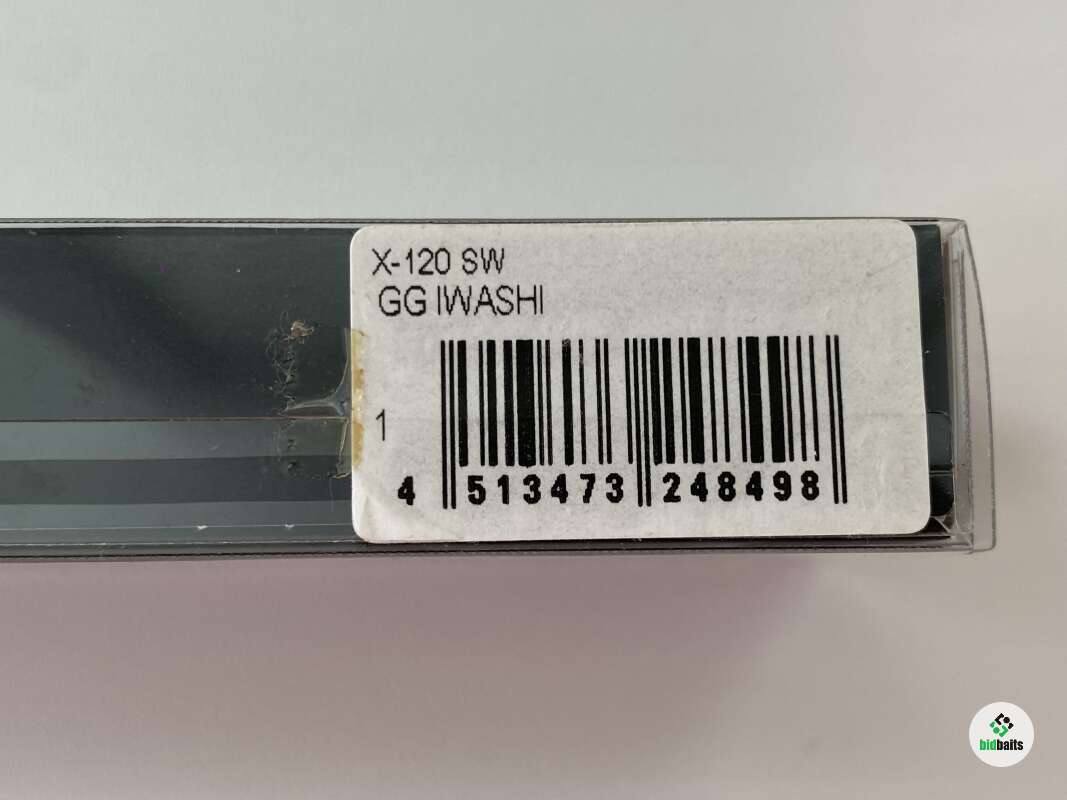 X-120 SW
GG IWASHI
1
4 513473 248498
bidbaits